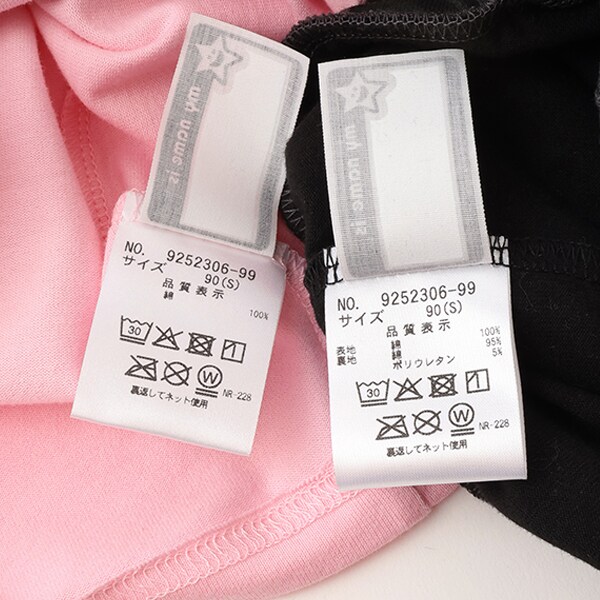 My name is
NO. 9252306-99
サイズ 90(S)
品質表示
綿 100%
30
裏返してネット使用
NR-228
My name is
NO. 9252306-99
サイズ 90(S)
品質表示
表地 綿 100%
裏地 綿 95%
ポリウレタン 5%
30
W
NR-228
裏返してネット使用